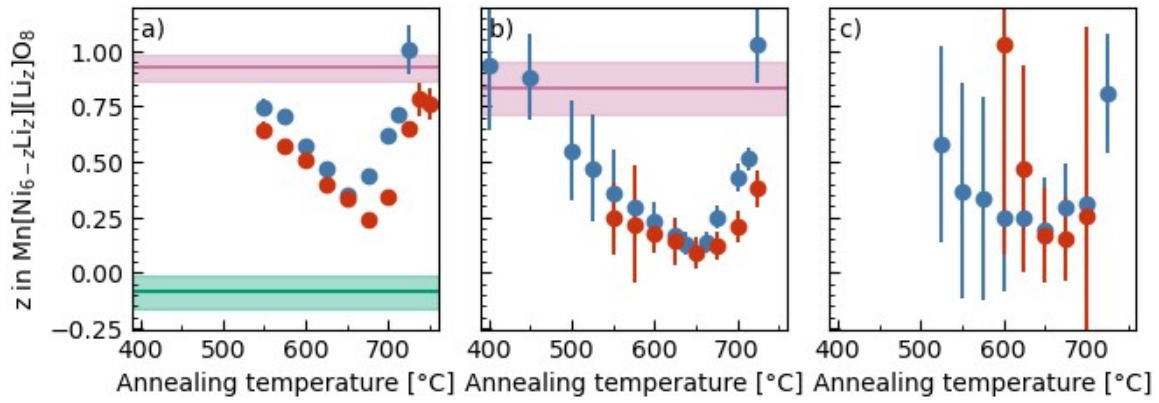 a)
b)
c)
z in Mn[Ni₆₋zLiz][Liz]O₈
1.00
0.75
0.50
0.25
0.00
−0.25
400 500 600 700
400 500 600 700
400 500 600 700
Annealing temperature [°C]
Annealing temperature [°C]
Annealing temperature [°C]